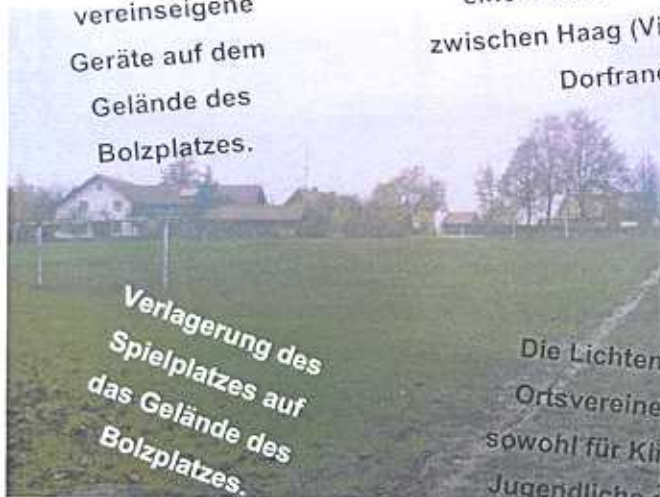 vereinseigene
Geräte auf dem
Gelände des
Bolzplatzes.
zwischen Haag
Verlagerung des
Spielplatzes auf
das Gelände des
Bolzplatzes.
Die
Ortsvereine
sowohl für
Jugendliche